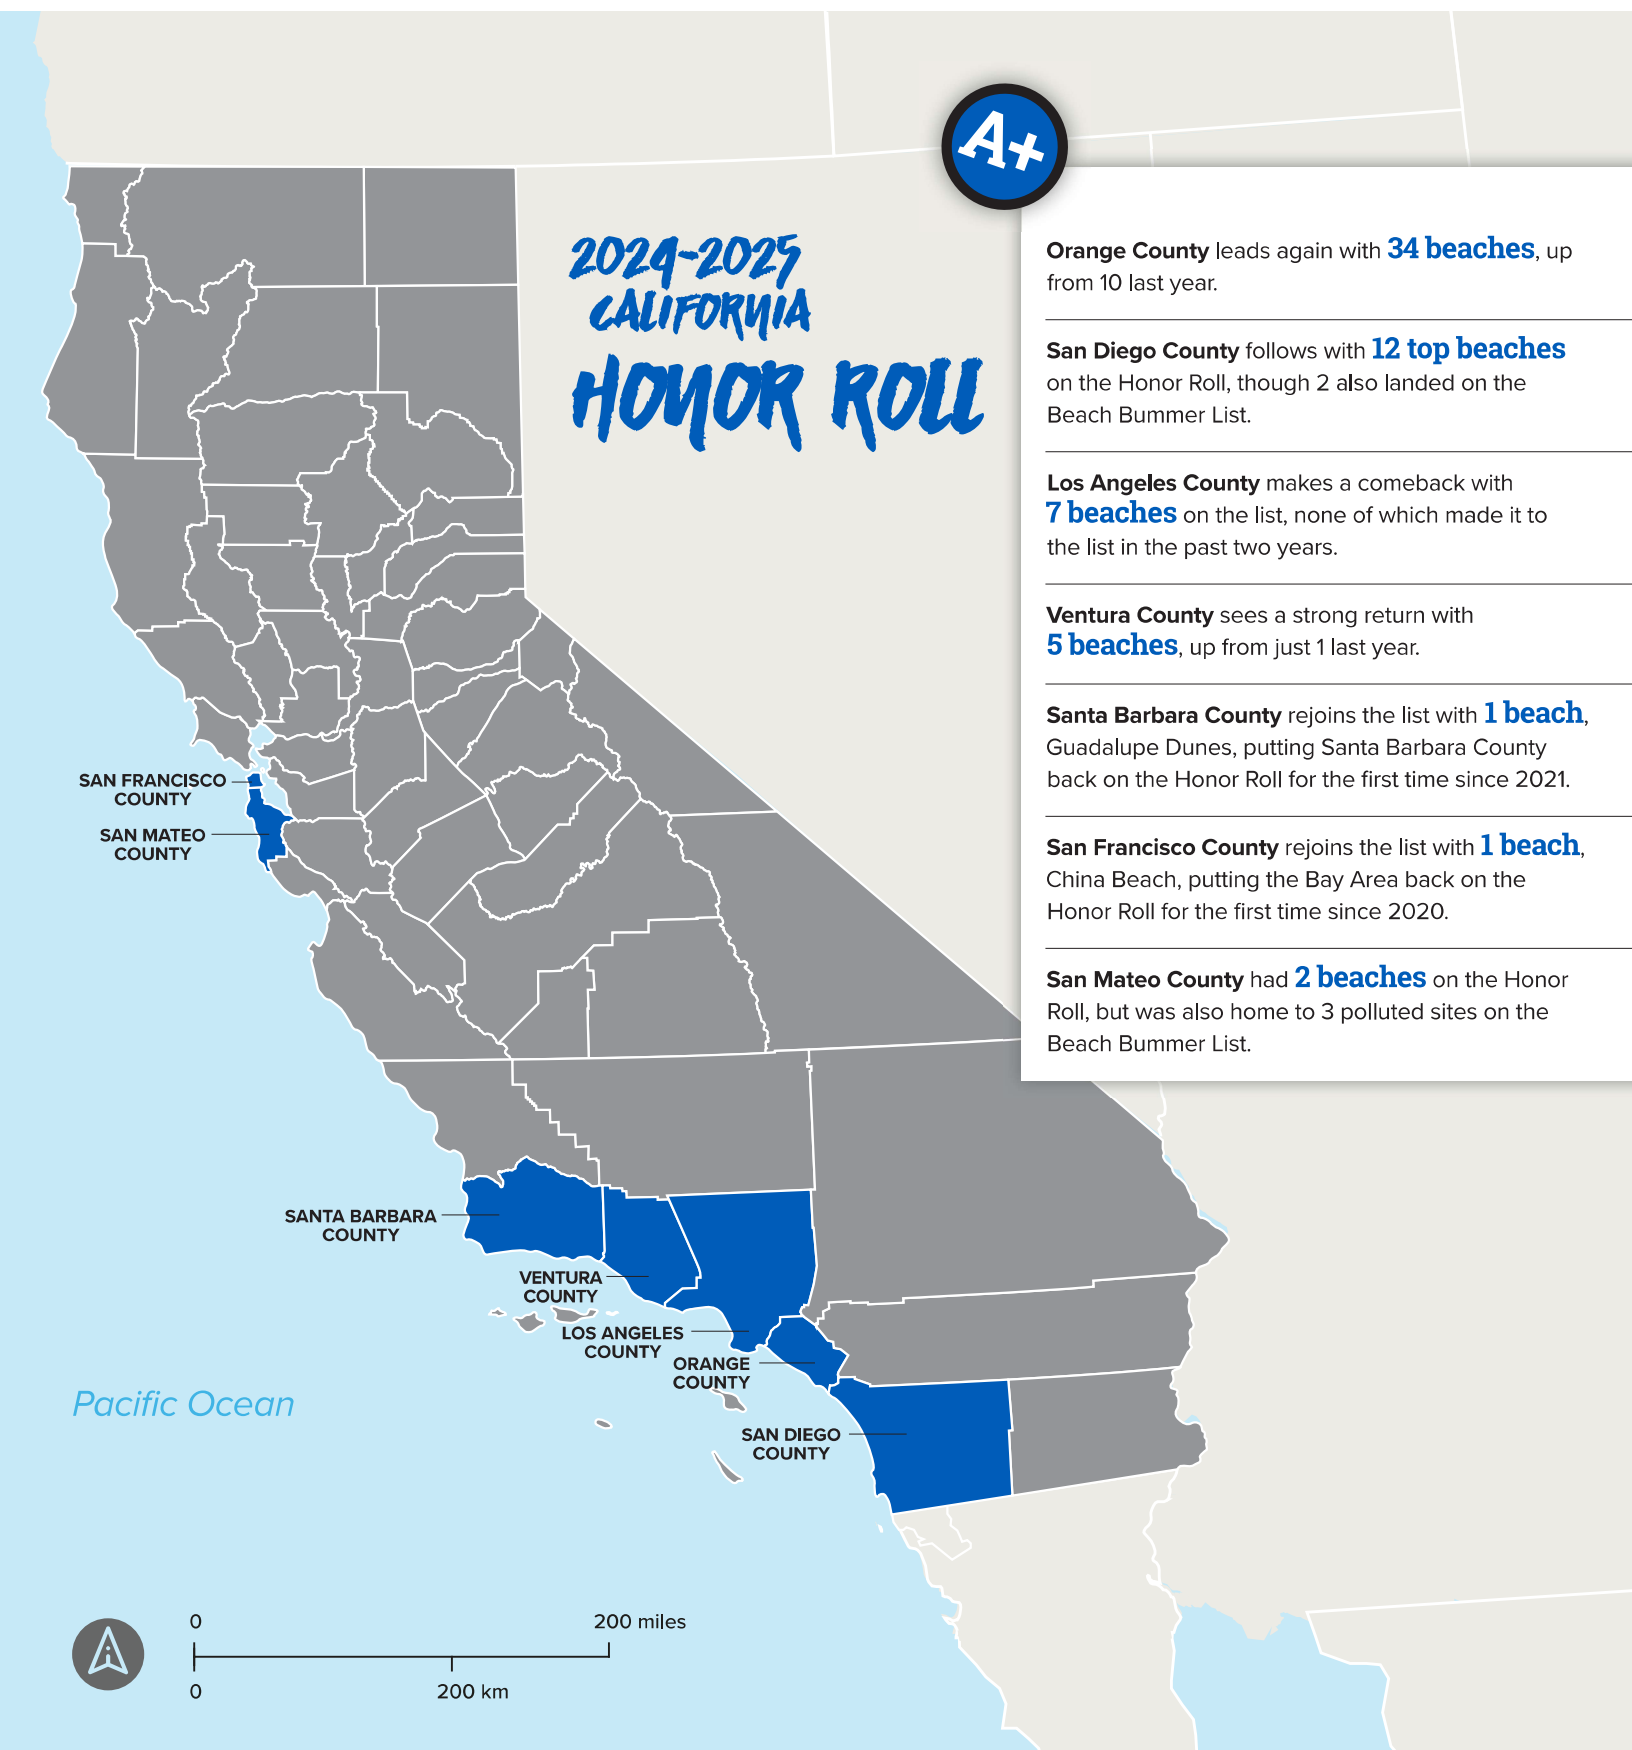 A+
2024-2025
CALIFORNIA
HONOR ROLL
Orange County leads again with 34 beaches, up
from 10 last year.
San Diego County follows with 12 top beaches
on the Honor Roll, though 2 also landed on the
Beach Bummer List.
Los Angeles County makes a comeback with
7 beaches on the list, none of which made it to
the list in the past two years.
Ventura County sees a strong return with
5 beaches, up from just 1 last year.
Santa Barbara County rejoins the list with 1 beach,
Guadalupe Dunes, putting Santa Barbara County
back on the Honor Roll for the first time since 2021.
San Francisco County rejoins the list with 1 beach,
China Beach, putting the Bay Area back on the
Honor Roll for the first time since 2020.
San Mateo County had 2 beaches on the Honor
Roll, but was also home to 3 polluted sites on the
Beach Bummer List.
SAN FRANCISCO
COUNTY
SAN MATEO
COUNTY
SANTA BARBARA
COUNTY
VENTURA
COUNTY
LOS ANGELES
COUNTY
ORANGE
COUNTY
SAN DIEGO
COUNTY
Pacific Ocean
0
200 miles
0
200 km